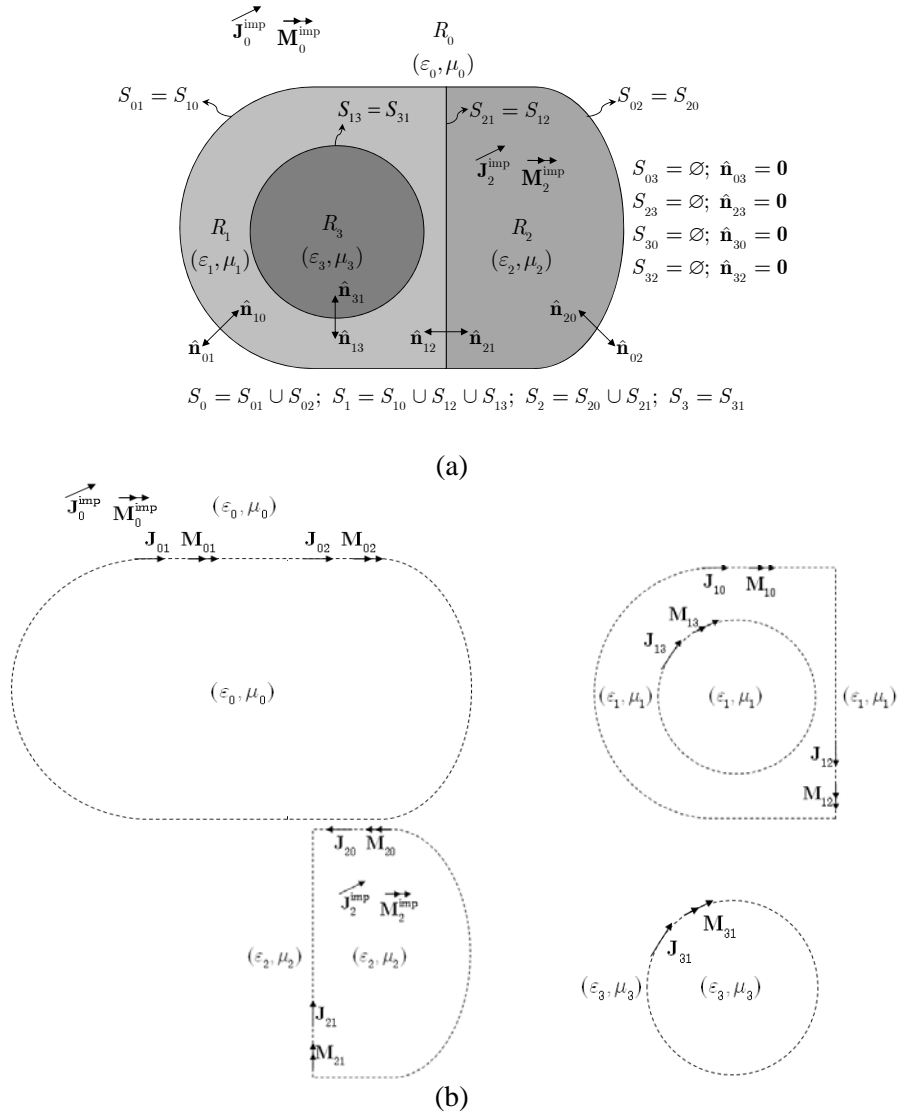 J₀^imp M₀^imp
R₀
(ε₀, μ₀)
S₀₁ = S₁₀
S₁₃ = S₃₁
S₂₁ = S₁₂
S₀₂ = S₂₀
J₂^imp M₂^imp
S₀₃ = ∅; n̂₀₃ = 0
S₂₃ = ∅; n̂₂₃ = 0
S₃₀ = ∅; n̂₃₀ = 0
S₃₂ = ∅; n̂₃₂ = 0
R₁
(ε₁, μ₁)
R₃
(ε₃, μ₃)
R₂
(ε₂, μ₂)
n̂₃₁
n̂₁₀
n̂₂₀
n̂₀₁
n̂₁₃
n̂₁₂ n̂₂₁
n̂₀₂
S₀ = S₀₁ ∪ S₀₂; S₁ = S₁₀ ∪ S₁₂ ∪ S₁₃; S₂ = S₂₀ ∪ S₂₁; S₃ = S₃₁
(a)
J₀^imp M₀^imp
(ε₀, μ₀)
J₀₁ M₀₁ J₀₂ M₀₂
(ε₀, μ₀)
J₁₀ M₁₀
M₁₃
J₁₃
(ε₁, μ₁) (ε₁, μ₁) (ε₁, μ₁)
J₁₂
M₁₂
J₂₀ M₂₀
J₂^imp M₂^imp
(ε₂, μ₂) (ε₂, μ₂)
J₂₁
M₂₁
M₃₁
J₃₁
(ε₃, μ₃) (ε₃, μ₃)
(b)